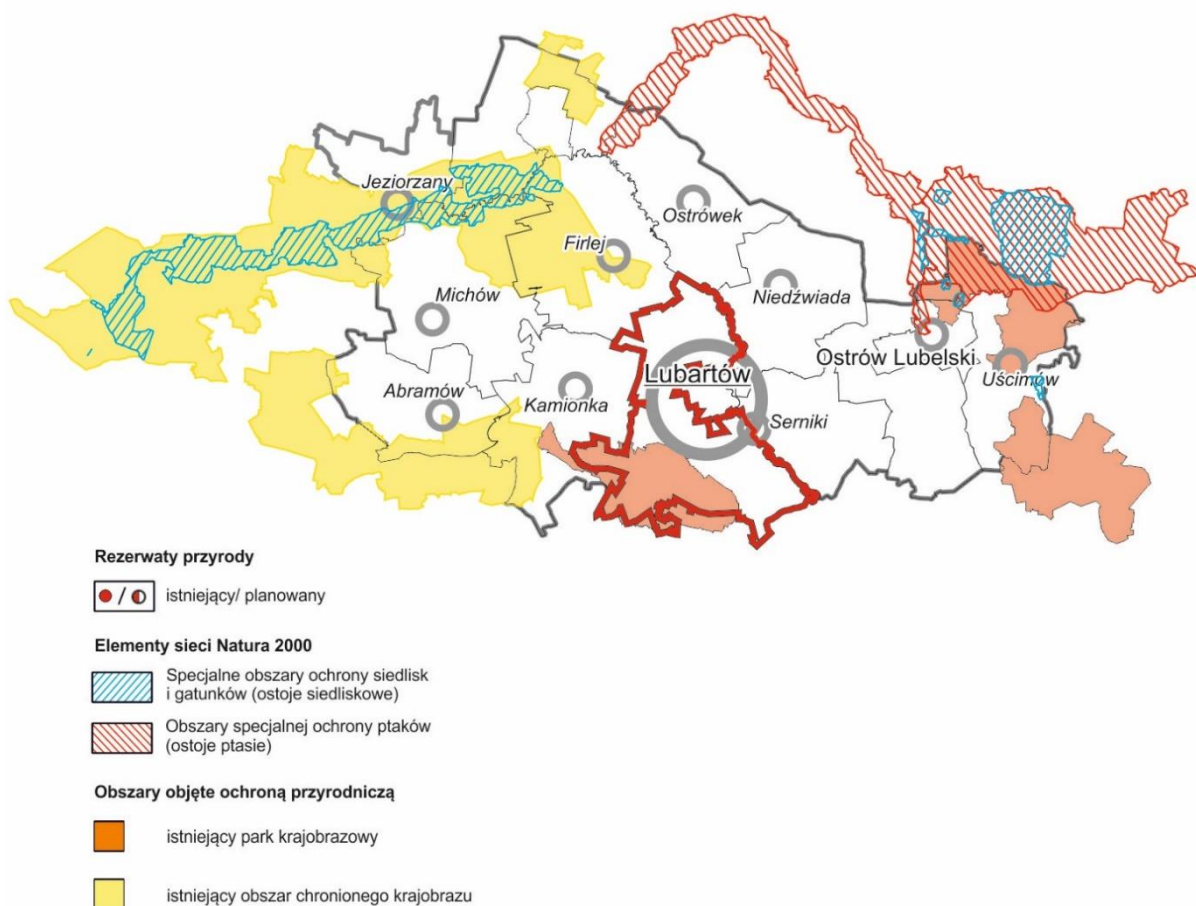 Jeziorzany
Ostrówek
Firlej
Niedźwiada
Michów
Ostrów Lubelski
Lubartów
Uścimów
Abramów
Kamionka
Serniki
Rezerwaty przyrody
istniejący/ planowany
Elementy sieci Natura 2000
Specjalne obszary ochrony siedlisk
i gatunków (ostoje siedliskowe)
Obszary specjalnej ochrony ptaków
(ostoje ptasie)
Obszary objęte ochroną przyrodniczą
istniejący park krajobrazowy
istniejący obszar chronionego krajobrazu